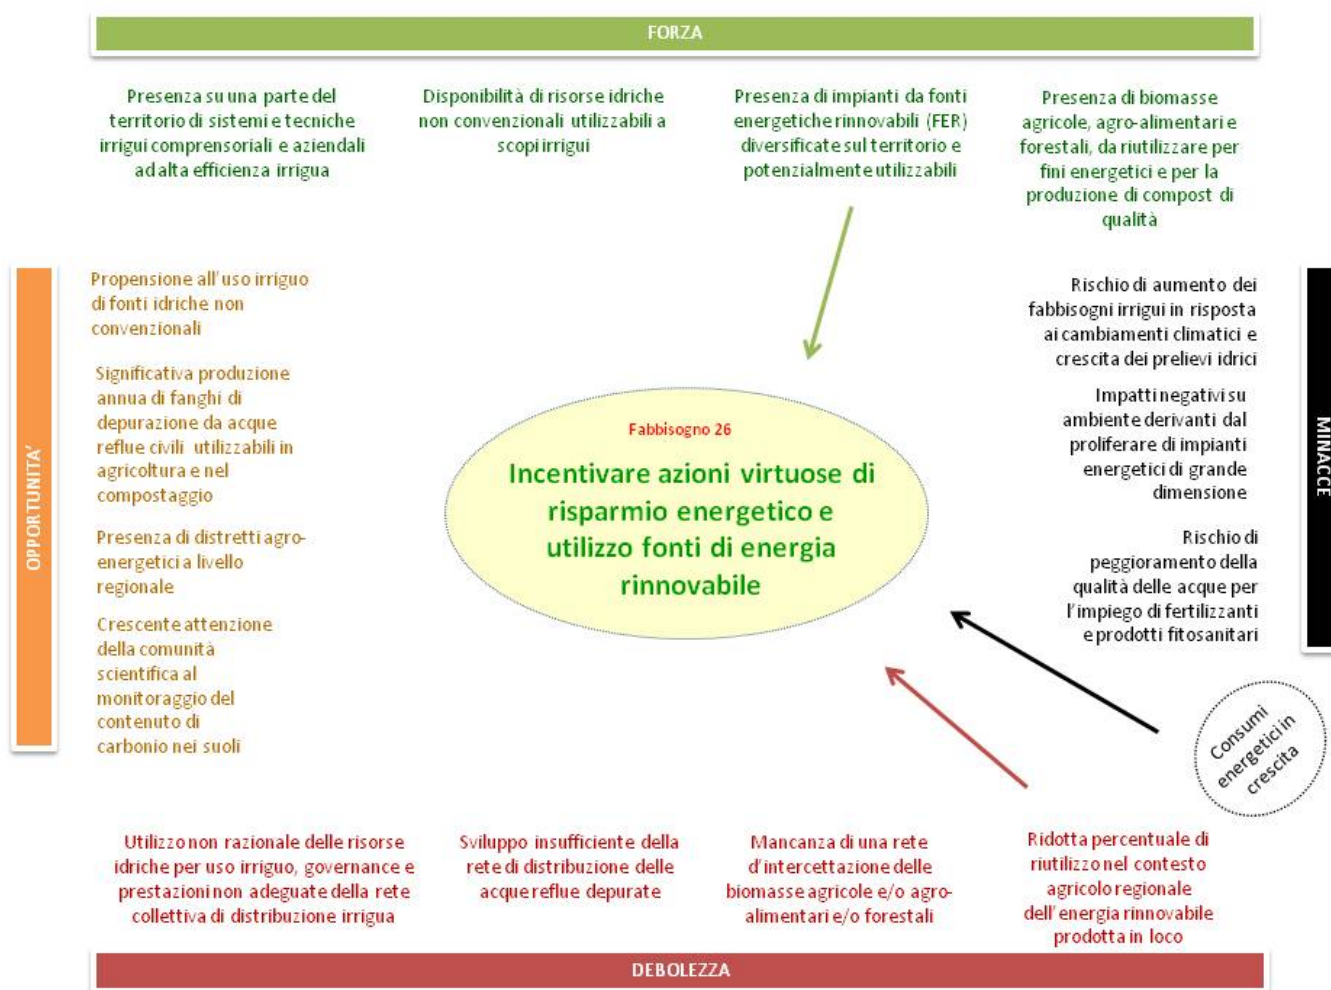 FORZA
Presenza su una parte del
territorio di sistemi e tecniche
irrigui comprensoriali e aziendali
ad alta efficienza irrigua
Disponibilità di risorse idriche
non convenzionali utilizzabili a
scopi irrigui
Presenza di impianti da fonti
energetiche rinnovabili (FER)
diversificate sul territorio e
potenzialmente utilizzabili
Presenza di biomasse
agricole, agro-alimentari e
forestali, da riutilizzare per
fini energetici e per la
produzione di compost di
qualità
OPPORTUNITA'
Propensione all'uso irriguo
di fonti idriche non
convenzionali
Significativa produzione
annua di fanghi di
depurazione da acque
reflue civili utilizzabili in
agricoltura e nel
compostaggio
Presenza di distretti agro-
energetici a livello
regionale
Crescente attenzione
della comunità
scientifica al
monitoraggio del
contenuto di
carbonio nei suoli
Fabbisogno 26
Incentivare azioni virtuose di
risparmio energetico e
utilizzo fonti di energia
rinnovabile
Rischio di aumento dei
fabbisogni irrigui in risposta
ai cambiamenti climatici e
crescita dei prelievi idrici
Impatti negativi su
ambiente derivanti dal
proliferare di impianti
energetici di grande
dimensione
Rischio di
peggioramento della
qualità delle acque per
l'impiego di fertilizzanti
e prodotti fitosanitari
MINACCE
Consumi
energetici in
crescita
Utilizzo non razionale delle risorse
idriche per uso irriguo, governance e
prestazioni non adeguate della rete
collettiva di distribuzione irrigua
Sviluppo insufficiente della
rete di distribuzione delle
acque reflue depurate
Mancanza di una rete
d'intercettazione delle
biomasse agricole e/o agro-
alimentari e/o forestali
Ridotta percentuale di
riutilizzo nel contesto
agricolo regionale
dell'energia rinnovabile
prodotta in loco
DEBOLEZZA